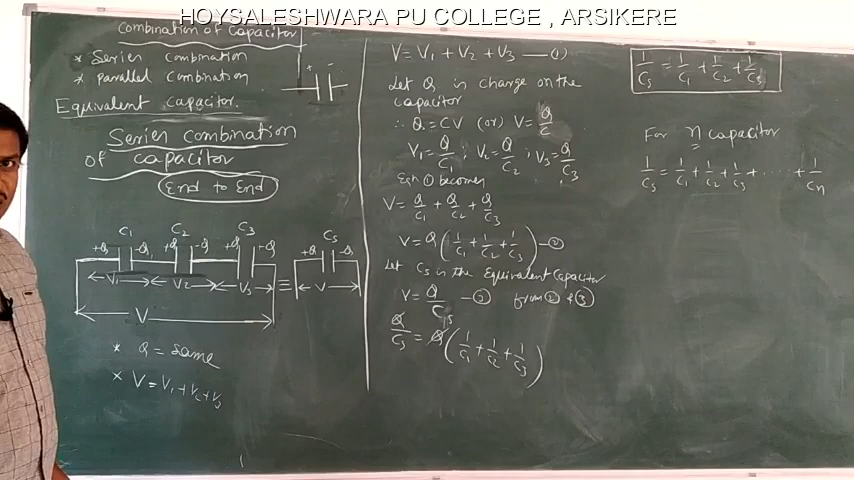 HOYSALESHWARA PU COLLEGE , ARSIKERE
Combination of Capacitor
* Series Combination
* paralled Combination
+ -
Equivalent capacitor.
Series combination
of capacitor
End to End
C1 C2 C3 Cs
+Q -Q +Q -Q +Q -Q +Q -Q
V1 V2 V3 ≡ V
V
* Q = same
* V = V1 + V2 + V3
V = V1 + V2 + V3 — (1)
Let Q is charge on the
capacitor
∴ Q = CV (or) V = Q/C
V1 = Q/C1 ; V2 = Q/C2 ; V3 = Q/C3
Eqn ① becomes
V = Q/C1 + Q/C2 + Q/C3
V = Q (1/C1 + 1/C2 + 1/C3) — ②
Let Cs is the Equivalent Capacitor
V = Q/Cs — ③ from ② & ③
Q/Cs = Q (1/C1 + 1/C2 + 1/C3)
1/Cs = 1/C1 + 1/C2 + 1/C3
For n capacitor
1/Cs = 1/C1 + 1/C2 + 1/C3 + ..... + 1/Cn